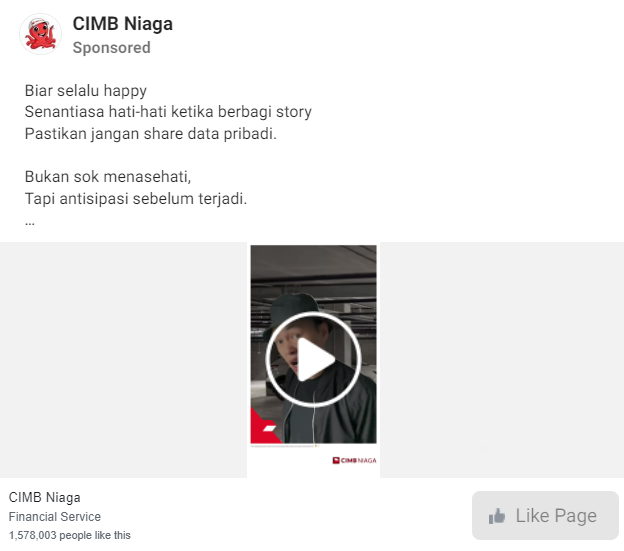 CIMB Niaga
Sponsored
Biar selalu happy
Senantiasa hati-hati ketika berbagi story
Pastikan jangan share data pribadi.
Bukan sok menasehati,
Tapi antisipasi sebelum terjadi.
...
CIMB NIAGA
CIMB Niaga
Financial Service
1,578,003 people like this
Like Page